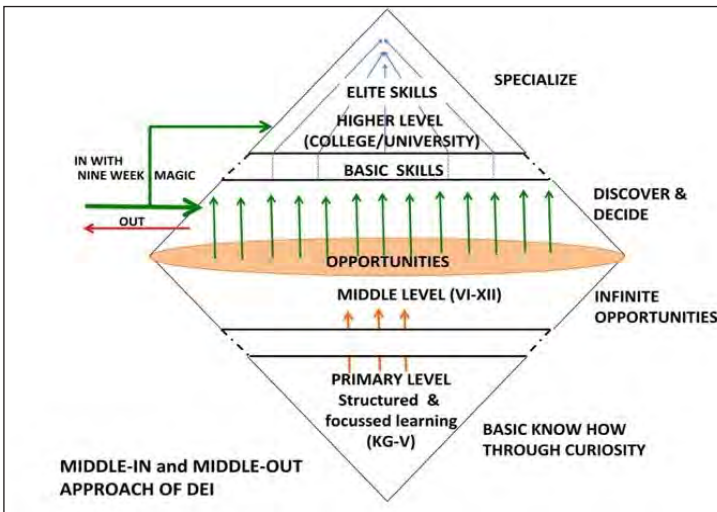 SPECIALIZE
ELITE SKILLS
HIGHER LEVEL
(COLLEGE/UNIVERSITY)
IN WITH
NINE WEEK MAGIC
BASIC SKILLS
DISCOVER &
DECIDE
OUT
OPPORTUNITIES
MIDDLE LEVEL (VI-XII)
INFINITE
OPPORTUNITIES
PRIMARY LEVEL
Structured &
focussed learning
(KG-V)
BASIC KNOW HOW
THROUGH CURIOSITY
MIDDLE-IN and MIDDLE-OUT
APPROACH OF DEI